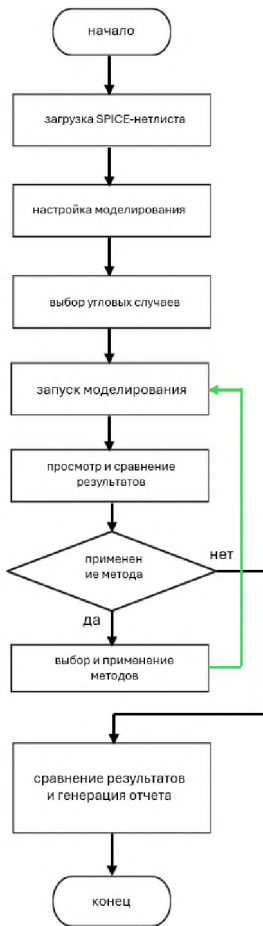 начало
загрузка SPICE-нетлиста
настройка моделирования
выбор угловых случаев
запуск моделирования
просмотр и сравнение
результатов
применен
ие метода
нет
да
выбор и применение
методов
сравнение результатов
и генерация отчета
конец